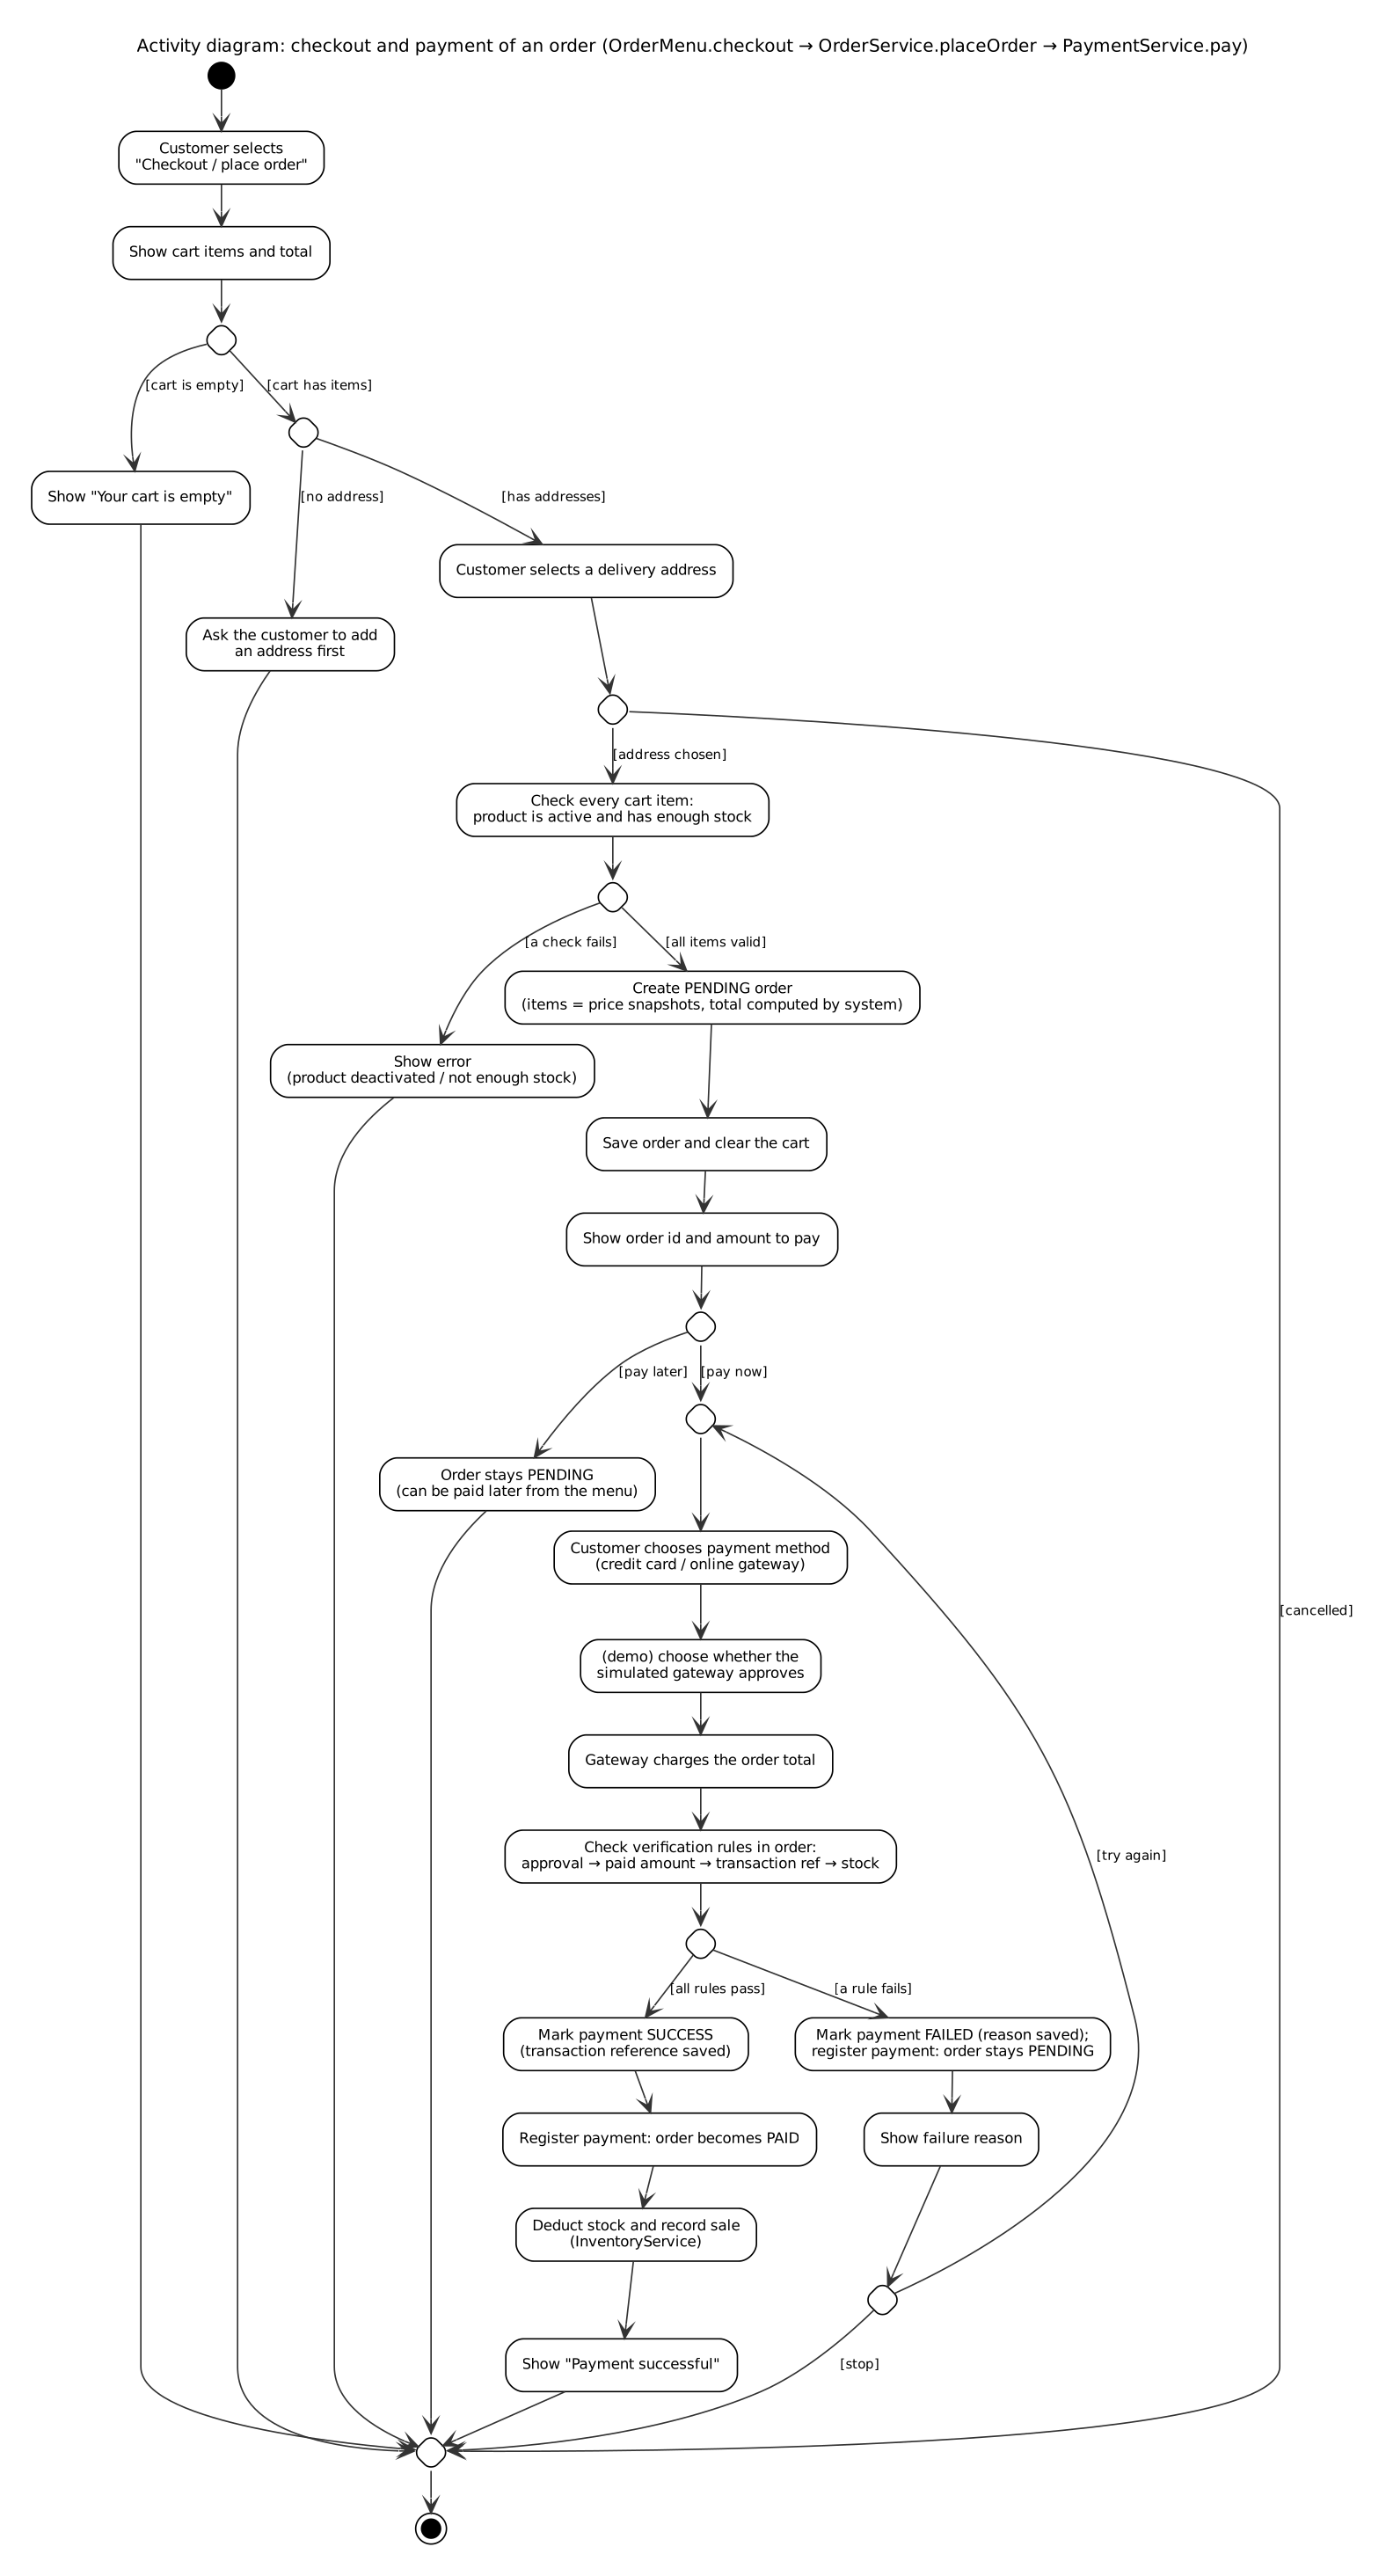 Activity diagram: checkout and payment of an order (OrderMenu.checkout → OrderService.placeOrder → PaymentService.pay)
Customer selects
"Checkout / place order"
Show cart items and total
[cart is empty]
[cart has items]
Show "Your cart is empty"
[no address]
[has addresses]
Customer selects a delivery address
Ask the customer to add
an address first
[address chosen]
Check every cart item:
product is active and has enough stock
[a check fails]
[all items valid]
Create PENDING order
(items = price snapshots, total computed by system)
Show error
(product deactivated / not enough stock)
Save order and clear the cart
Show order id and amount to pay
[pay later]
[pay now]
Order stays PENDING
(can be paid later from the menu)
Customer chooses payment method
(credit card / online gateway)
[cancelled]
(demo) choose whether the
simulated gateway approves
Gateway charges the order total
Check verification rules in order:
approval → paid amount → transaction ref → stock
[try again]
[all rules pass]
[a rule fails]
Mark payment SUCCESS
(transaction reference saved)
Mark payment FAILED (reason saved);
register payment: order stays PENDING
Register payment: order becomes PAID
Show failure reason
Deduct stock and record sale
(InventoryService)
Show "Payment successful"
[stop]